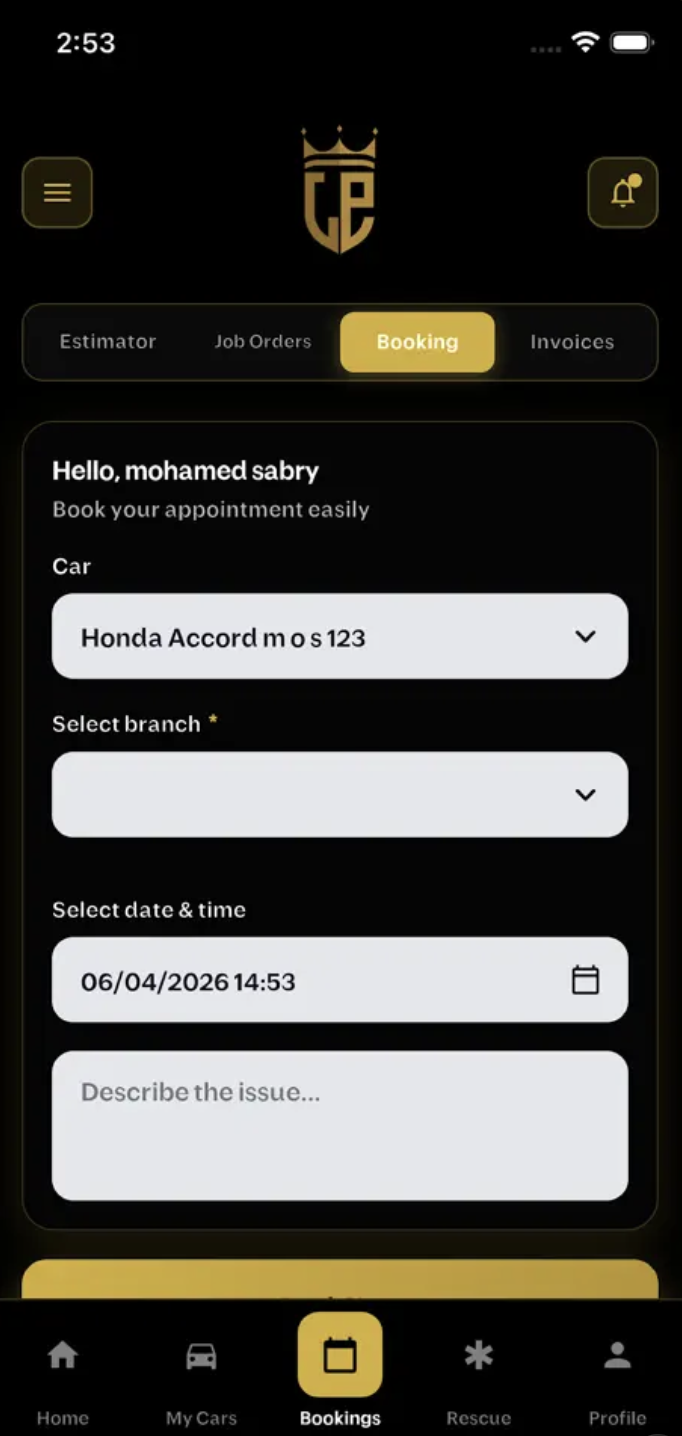 2:53
Estimator
Job Orders
Booking
Invoices
Hello, mohamed sabry
Book your appointment easily
Car
Honda Accord m o s 123
Select branch *
Select date & time
06/04/2026 14:53
Describe the issue...
Home
My Cars
Bookings
Rescue
Profile